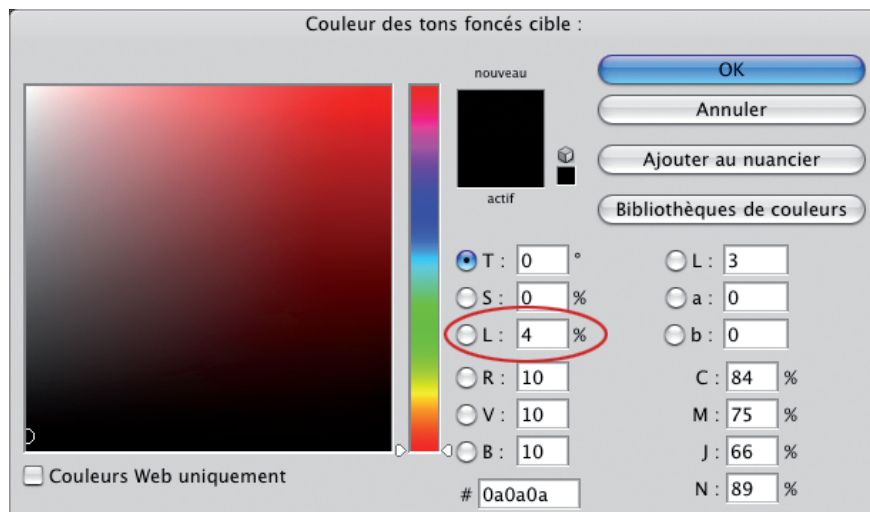 Couleur des tons foncés cible :
nouveau
actif
OK
Annuler
Ajouter au nuancier
Bibliothèques de couleurs
T : 0 °
S : 0 %
L : 4 %
R : 10
V : 10
B : 10
# 0a0a0a
L : 3
a : 0
b : 0
C : 84 %
M : 75 %
J : 66 %
N : 89 %
Couleurs Web uniquement